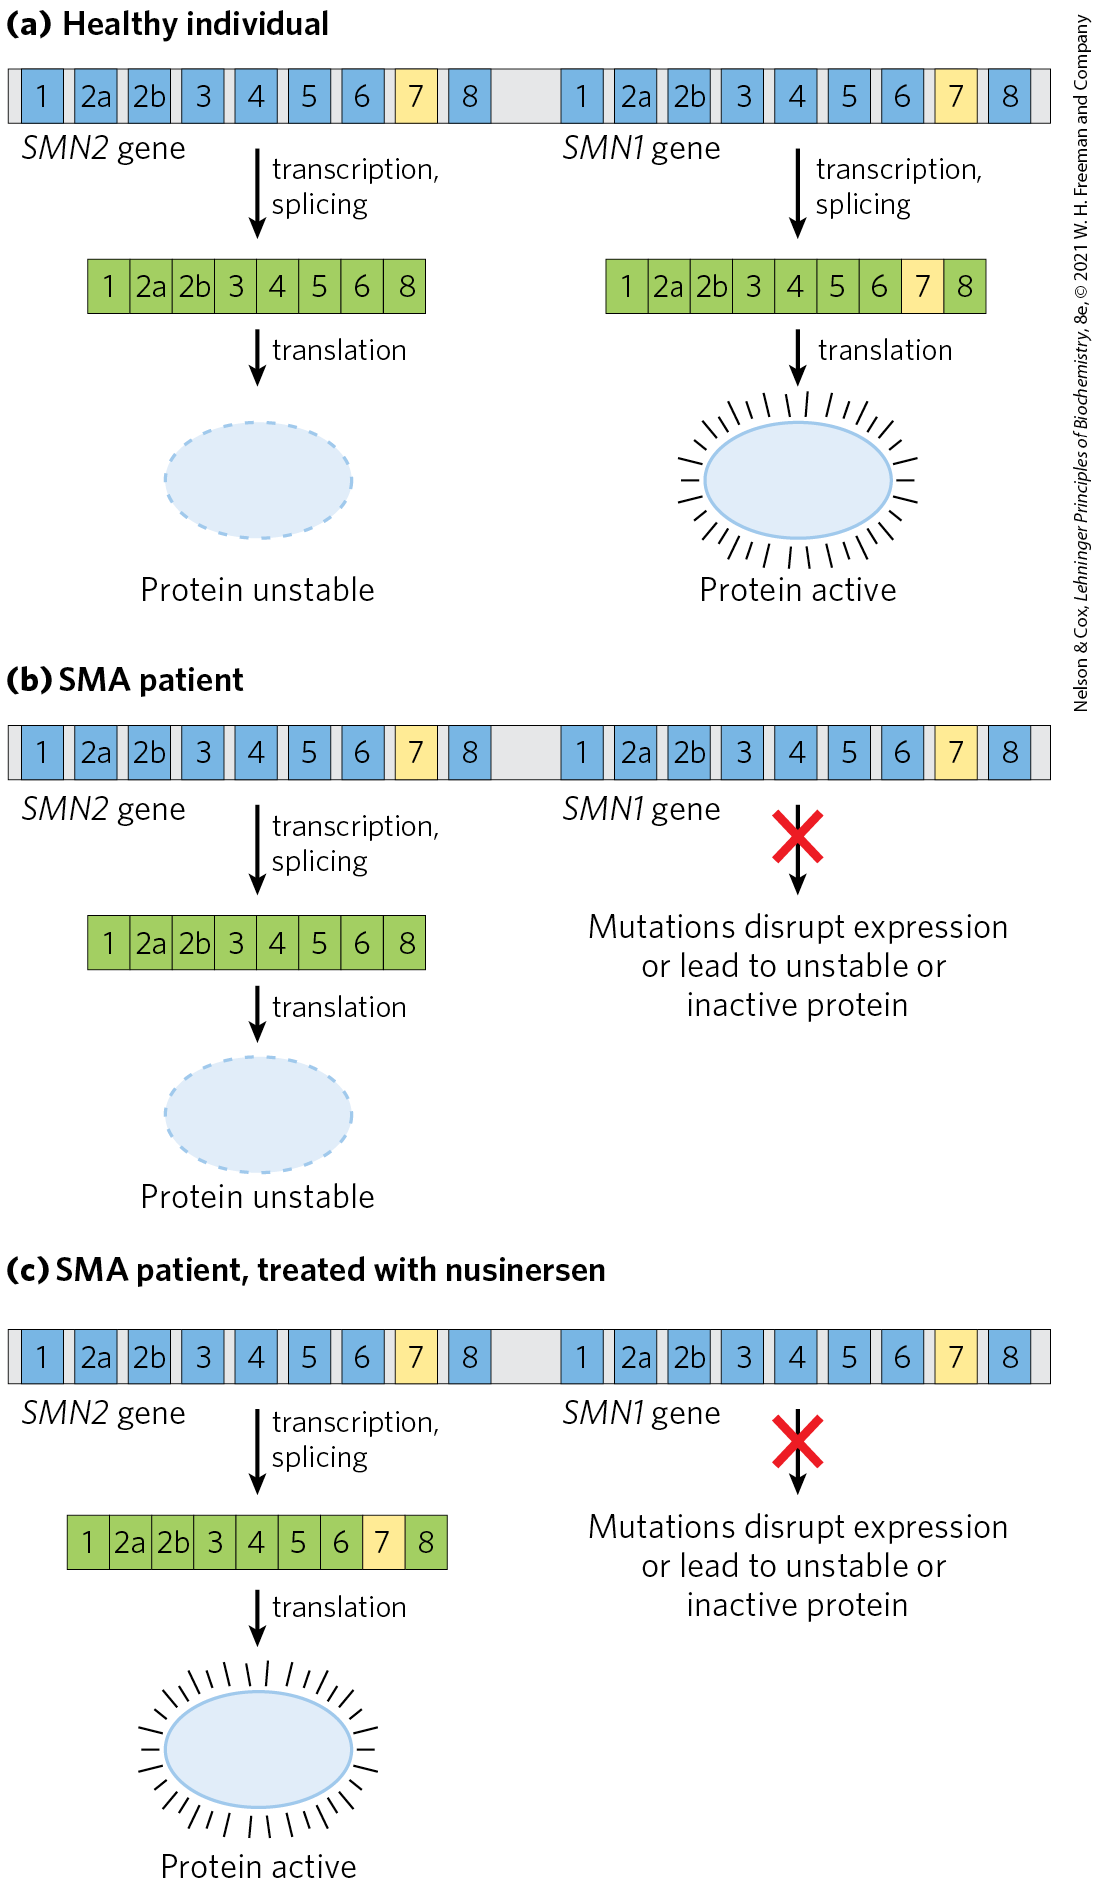 (a) Healthy individual
1 2a 2b 3 4 5 6 7 8 1 2a 2b 3 4 5 6 7 8
SMN2 gene
transcription,
splicing
SMN1 gene
transcription,
splicing
1 2a 2b 3 4 5 6 8
1 2a 2b 3 4 5 6 7 8
translation
translation
Protein unstable
Protein active
(b) SMA patient
1 2a 2b 3 4 5 6 7 8 1 2a 2b 3 4 5 6 7 8
SMN2 gene
transcription,
splicing
SMN1 gene
1 2a 2b 3 4 5 6 8
Mutations disrupt expression
or lead to unstable or
inactive protein
translation
Protein unstable
(c) SMA patient, treated with nusinersen
1 2a 2b 3 4 5 6 7 8 1 2a 2b 3 4 5 6 7 8
SMN2 gene
transcription,
splicing
SMN1 gene
1 2a 2b 3 4 5 6 7 8
Mutations disrupt expression
or lead to unstable or
inactive protein
translation
Protein active
Nelson & Cox, Lehninger Principles of Biochemistry, 8e, © 2021 W. H. Freeman and Company